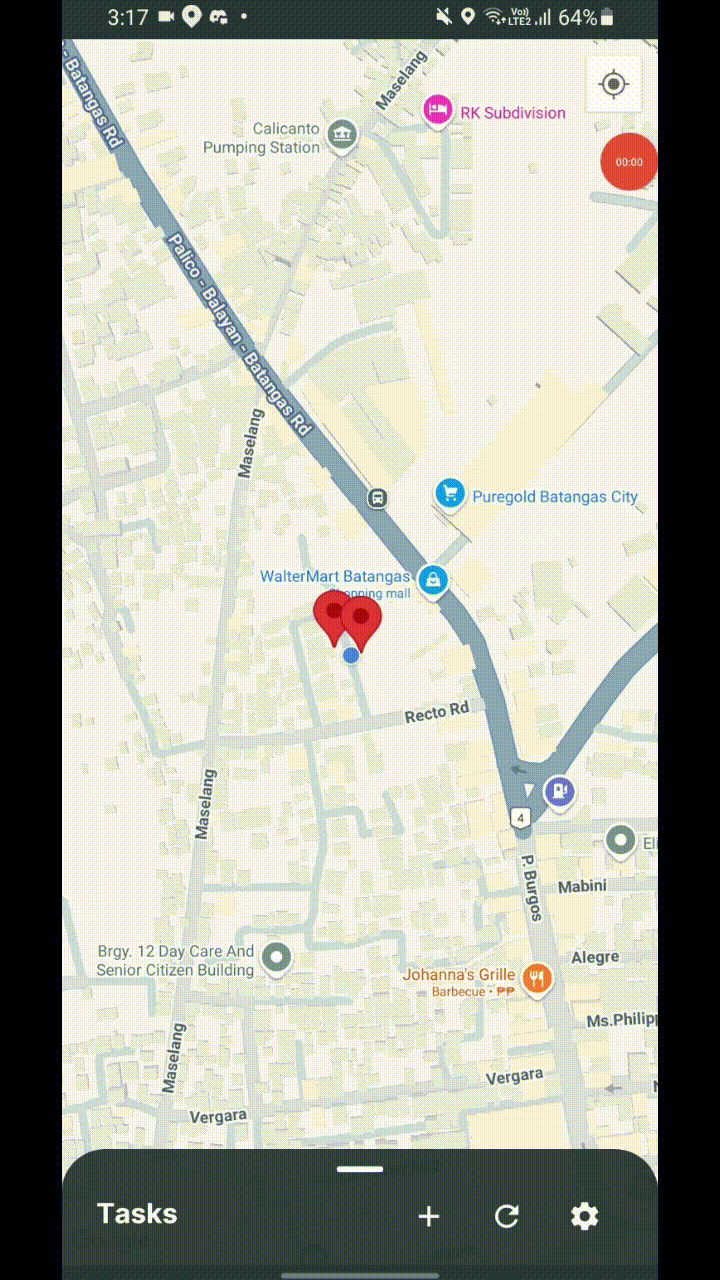 3:17
Vo))
LTE2
64%
- Batangas Rd
Maselang
RK Subdivision
Calicanto
Pumping Station
00:00
Palico - Balayan - Batangas Rd
Maselang
Puregold Batangas City
WalterMart Batangas
Shopping mall
Recto Rd
Maselang
4
P. Burgos
Mabini
Brgy. 12 Day Care And
Senior Citizen Building
Alegre
Johanna's Grille
Barbecue • ₱₱
Ms.Philipp
Maselang
Vergara
Vergara
Tasks
Google